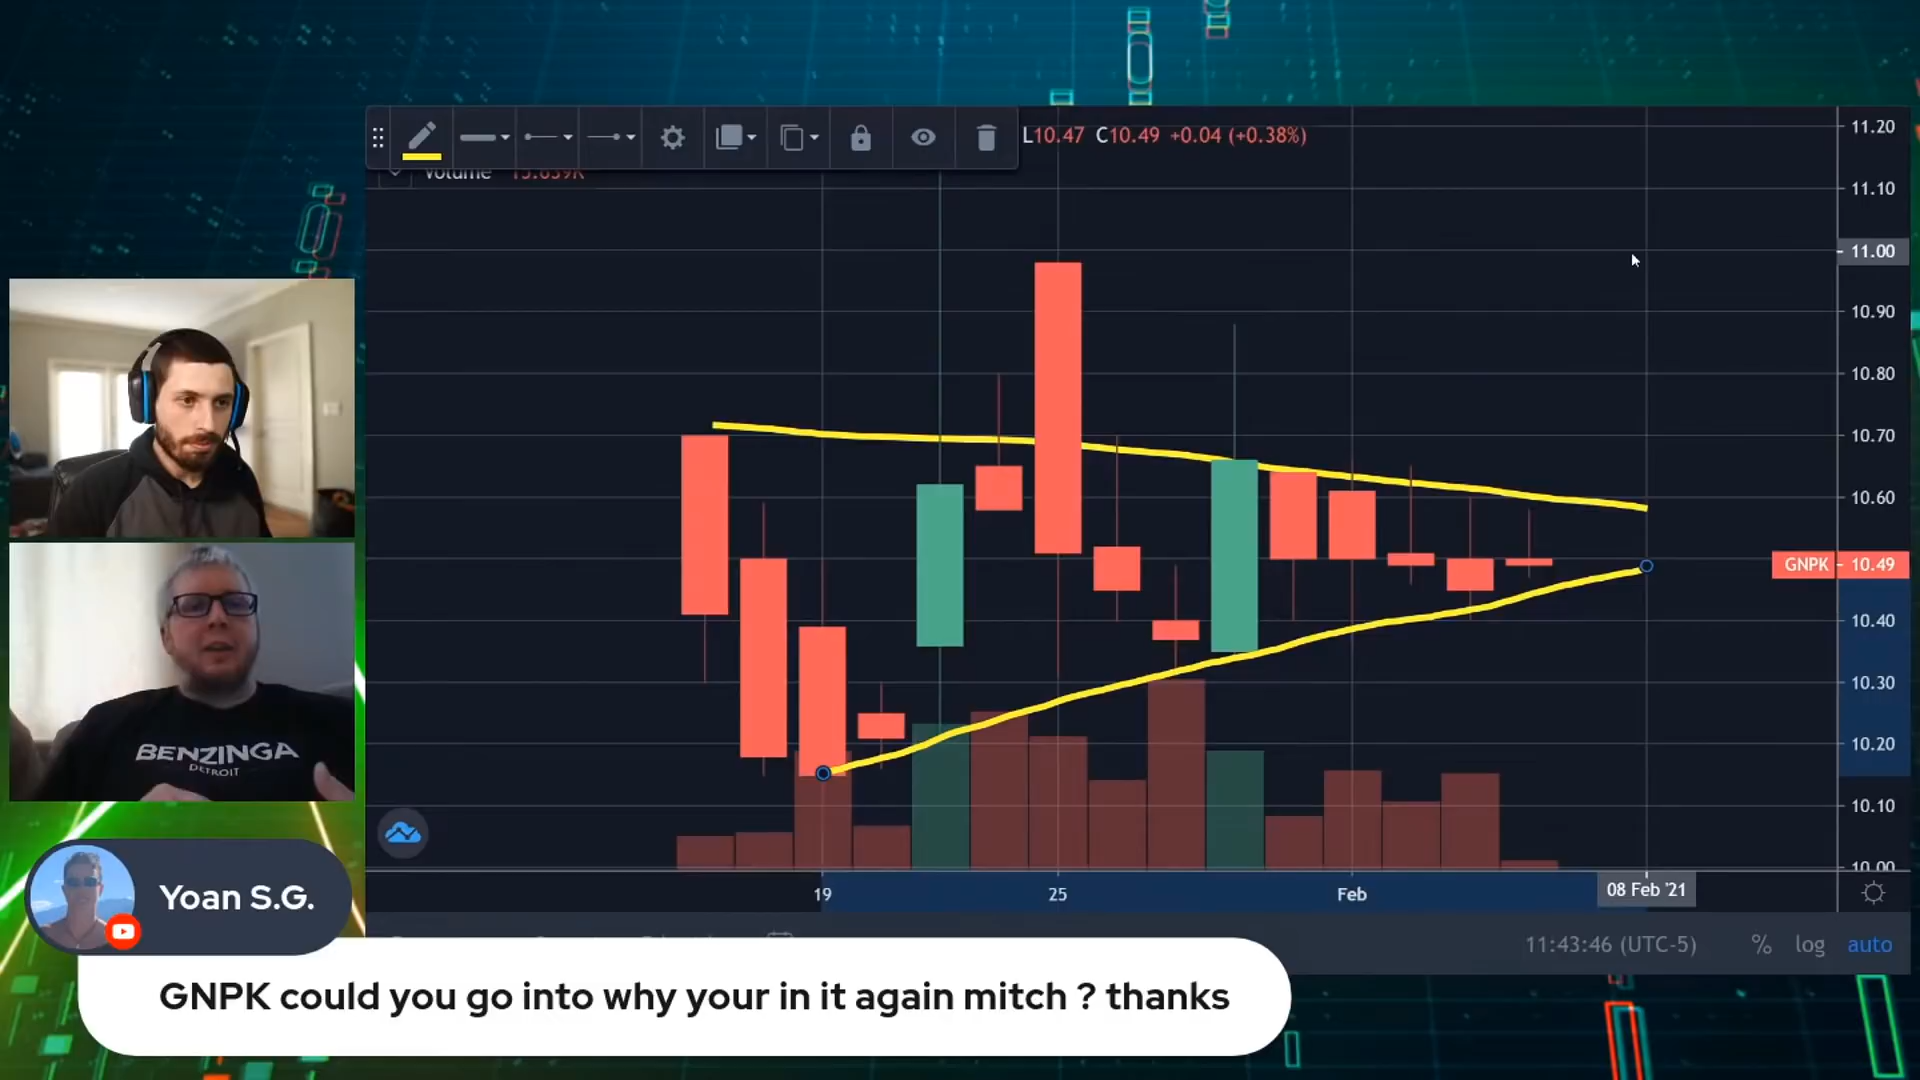 L10.47 C10.49 +0.04 (+0.38%)
Volume 15.639K
11.20
11.10
11.00
10.90
10.80
10.70
10.60
GNPK 10.49
10.40
10.30
10.20
10.10
10.00
19 25 Feb 08 Feb '21
11:43:46 (UTC-5) % log auto
BENZINGA
DETROIT
Yoan S.G.
GNPK could you go into why your in it again mitch ? thanks